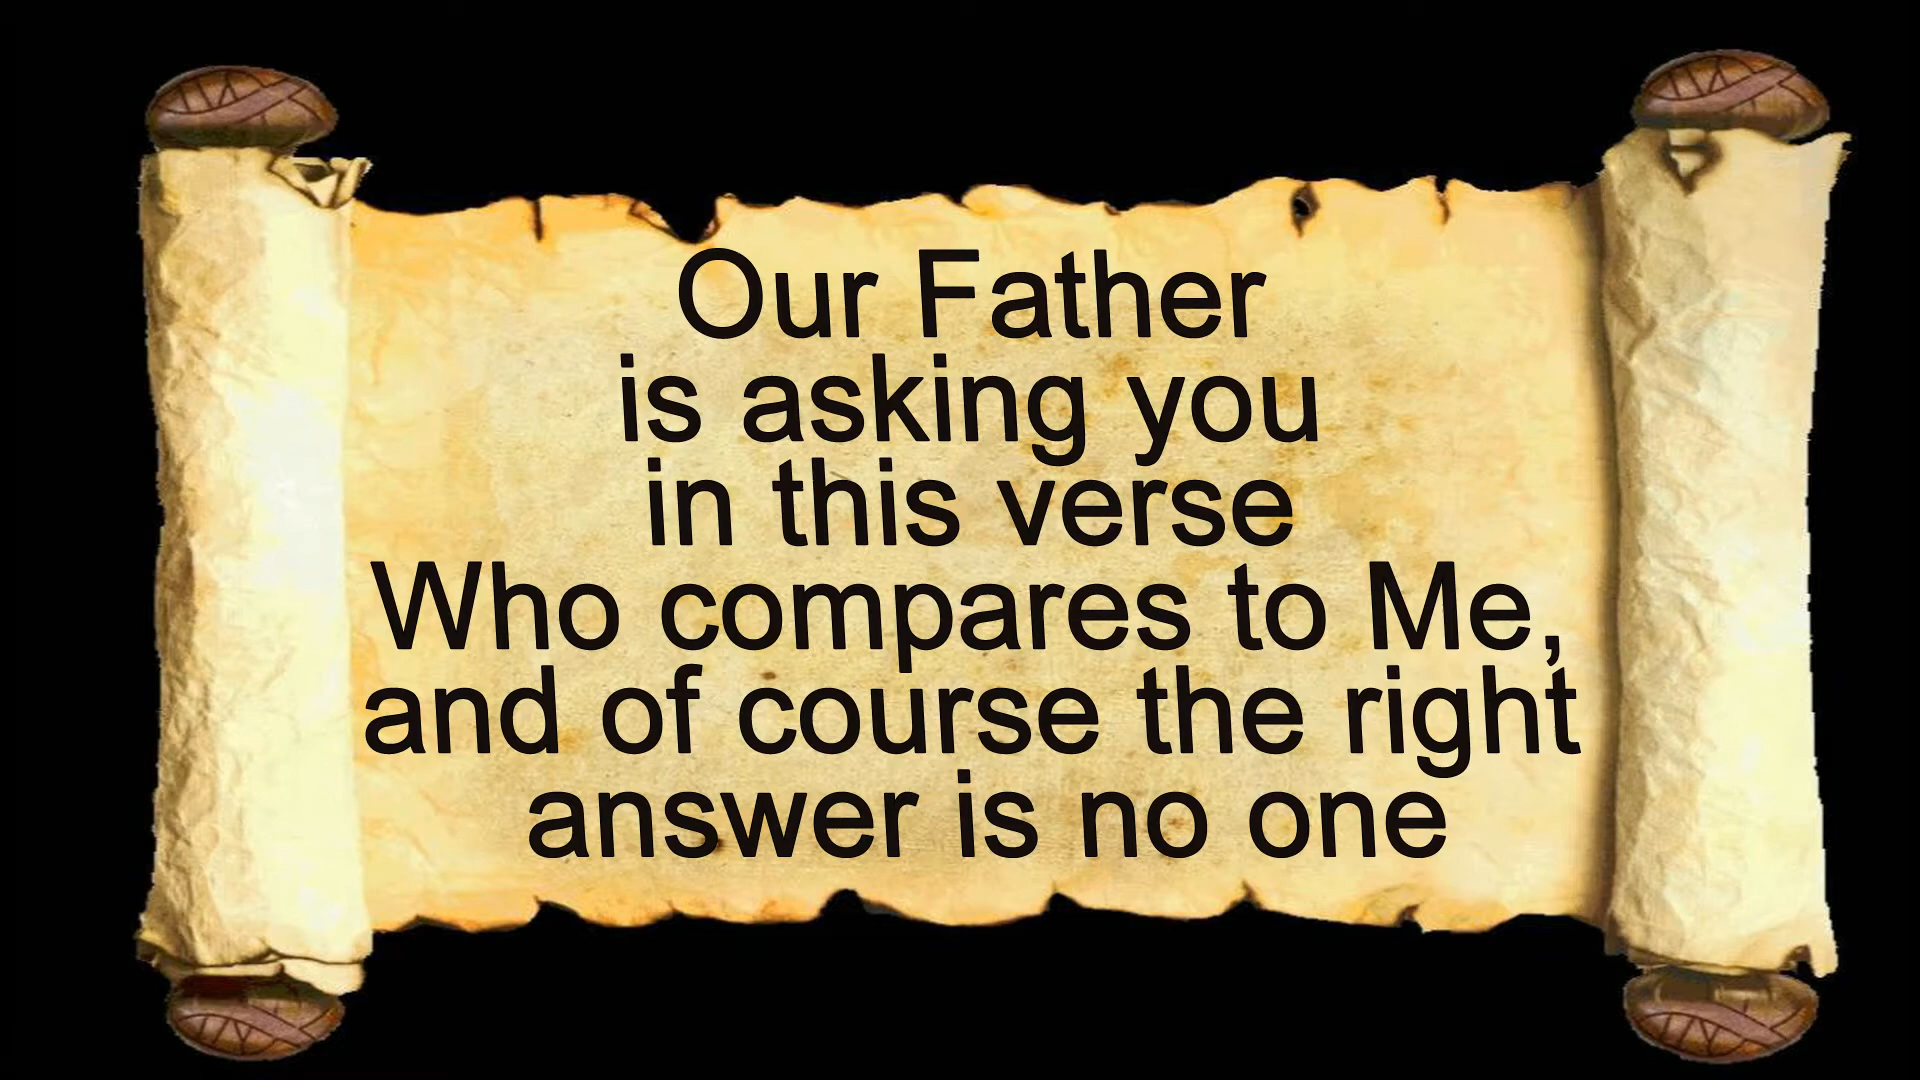 Our Father
is asking you
in this verse
Who compares to Me,
and of course the right
answer is no one